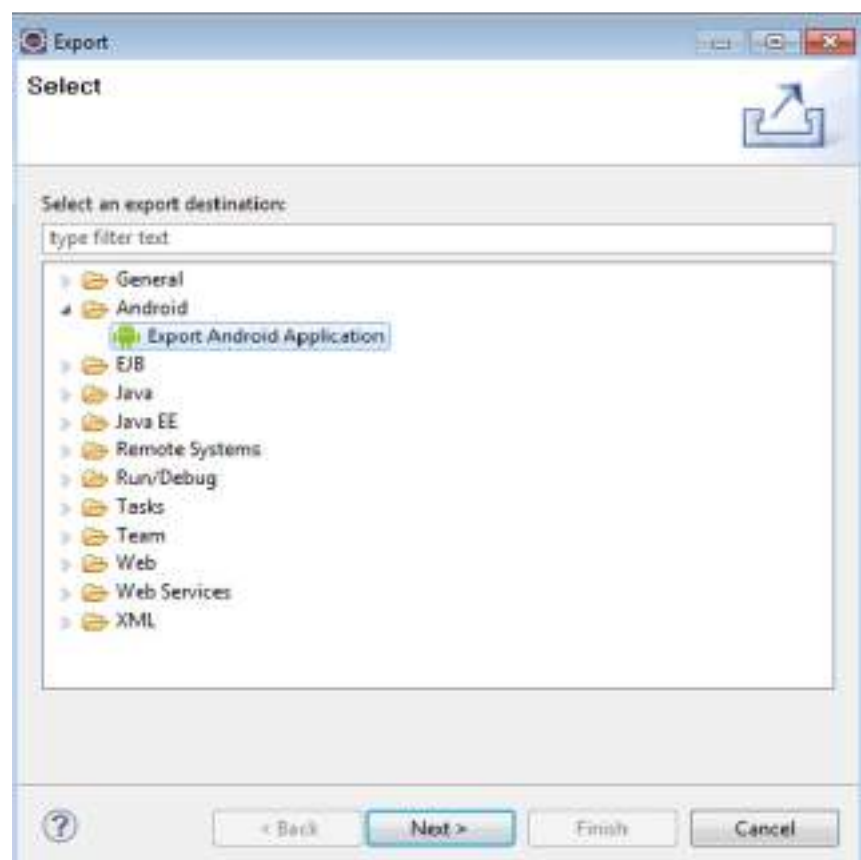 Export
Select
Select an export destination:
type filter text
General
Android
Export Android Application
EJB
Java
Java EE
Remote Systems
Run/Debug
Tasks
Team
Web
Web Services
XML
?
< Back Next > Finish Cancel